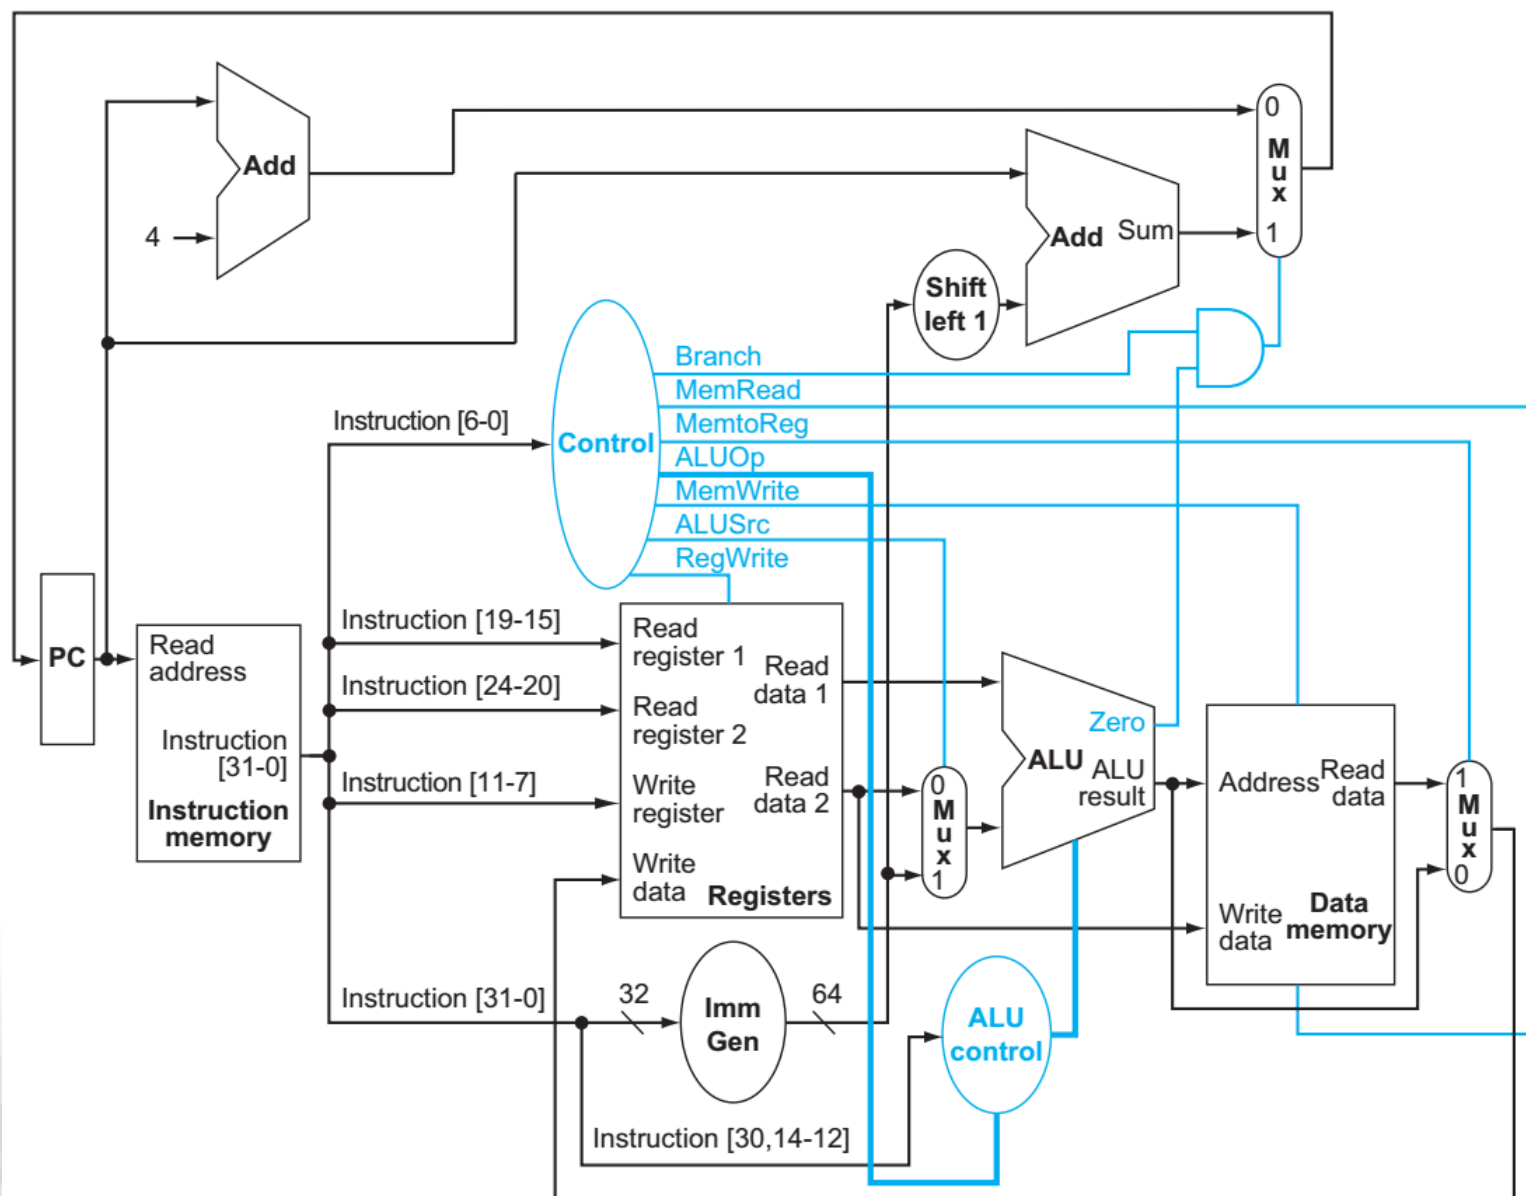 Add
4
0
M
u
x
1
Add Sum
Shift
left 1
Branch
MemRead
MemtoReg
ALUOp
MemWrite
ALUSrc
RegWrite
Instruction [6-0]
Control
PC
Read
address
Instruction
[31-0]
Instruction
memory
Instruction [19-15]
Instruction [24-20]
Instruction [11-7]
Read
register 1
Read
data 1
Read
register 2
Write
register
Read
data 2
Write
data
Registers
0
M
u
x
1
Zero
ALU
ALU
result
Address
Read
data
Write
data
Data
memory
1
M
u
x
0
Instruction [31-0]
32
Imm
Gen
64
ALU
control
Instruction [30,14-12]